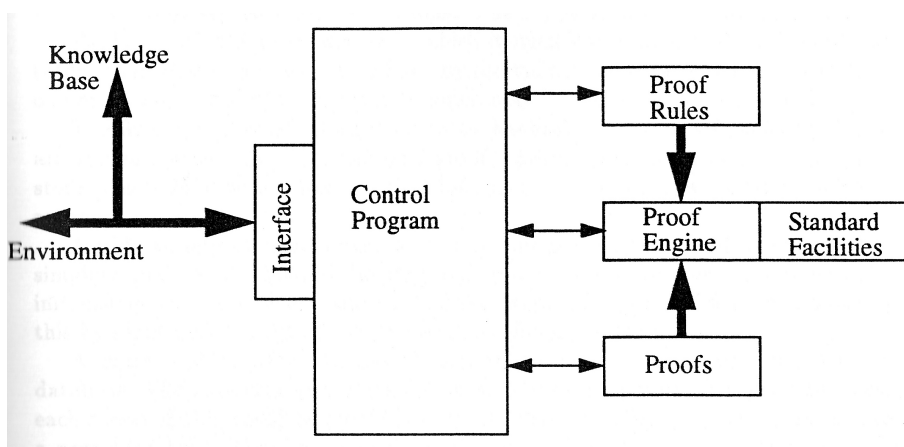 Knowledge
Base
Environment
Interface
Control
Program
Proof
Rules
Proof
Engine
Standard
Facilities
Proofs